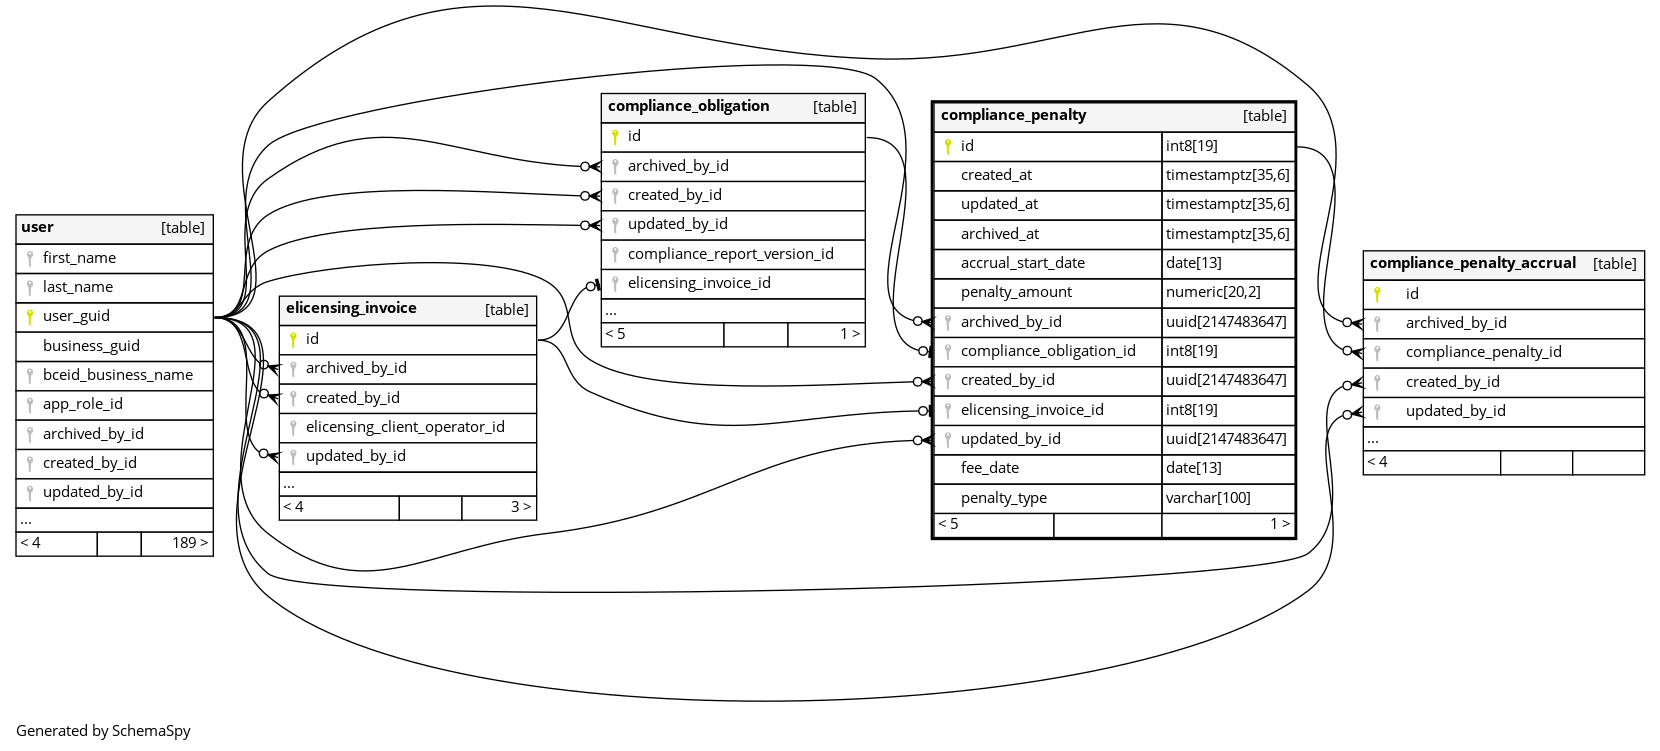 user [table]
first_name
last_name
user_guid
business_guid
bceid_business_name
app_role_id
archived_by_id
created_by_id
updated_by_id
...
< 4 189 >
elicensing_invoice [table]
id
archived_by_id
created_by_id
elicensing_client_operator_id
updated_by_id
...
< 4 3 >
compliance_obligation [table]
id
archived_by_id
created_by_id
updated_by_id
compliance_report_version_id
elicensing_invoice_id
...
< 5 1 >
compliance_penalty [table]
id int8[19]
created_at timestamptz[35,6]
updated_at timestamptz[35,6]
archived_at timestamptz[35,6]
accrual_start_date date[13]
penalty_amount numeric[20,2]
archived_by_id uuid[2147483647]
compliance_obligation_id int8[19]
created_by_id uuid[2147483647]
elicensing_invoice_id int8[19]
updated_by_id uuid[2147483647]
fee_date date[13]
penalty_type varchar[100]
< 5 1 >
compliance_penalty_accrual [table]
id
archived_by_id
compliance_penalty_id
created_by_id
updated_by_id
...
< 4
Generated by SchemaSpy